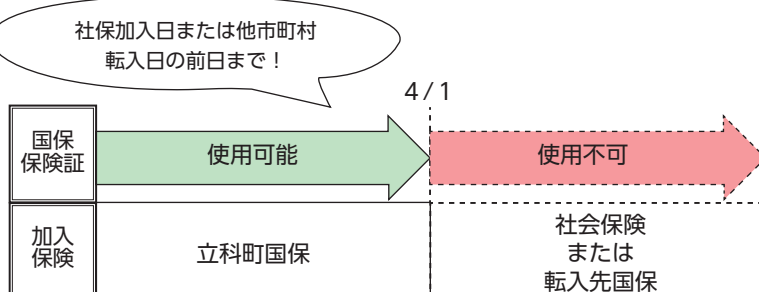 社保加入日または他市町村
転入日の前日まで！
4/1
国保
保険証
使用可能
使用不可
加入
保険
立科町国保
社会保険
または
転入先国保